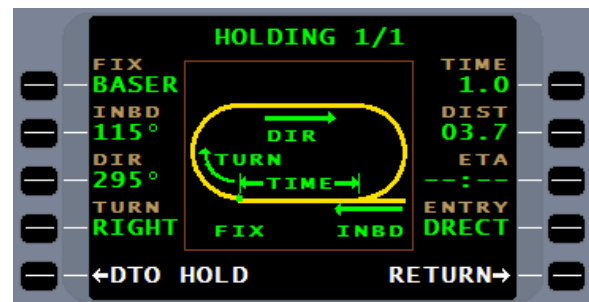 HOLDING 1/1
FIX TIME
BASER 1.0
INBD DIST
115° DIR 03.7
DIR TURN ETA
295° ←TIME→ --:--
TURN ENTRY
RIGHT FIX INBD DRECT
←DTO HOLD RETURN→